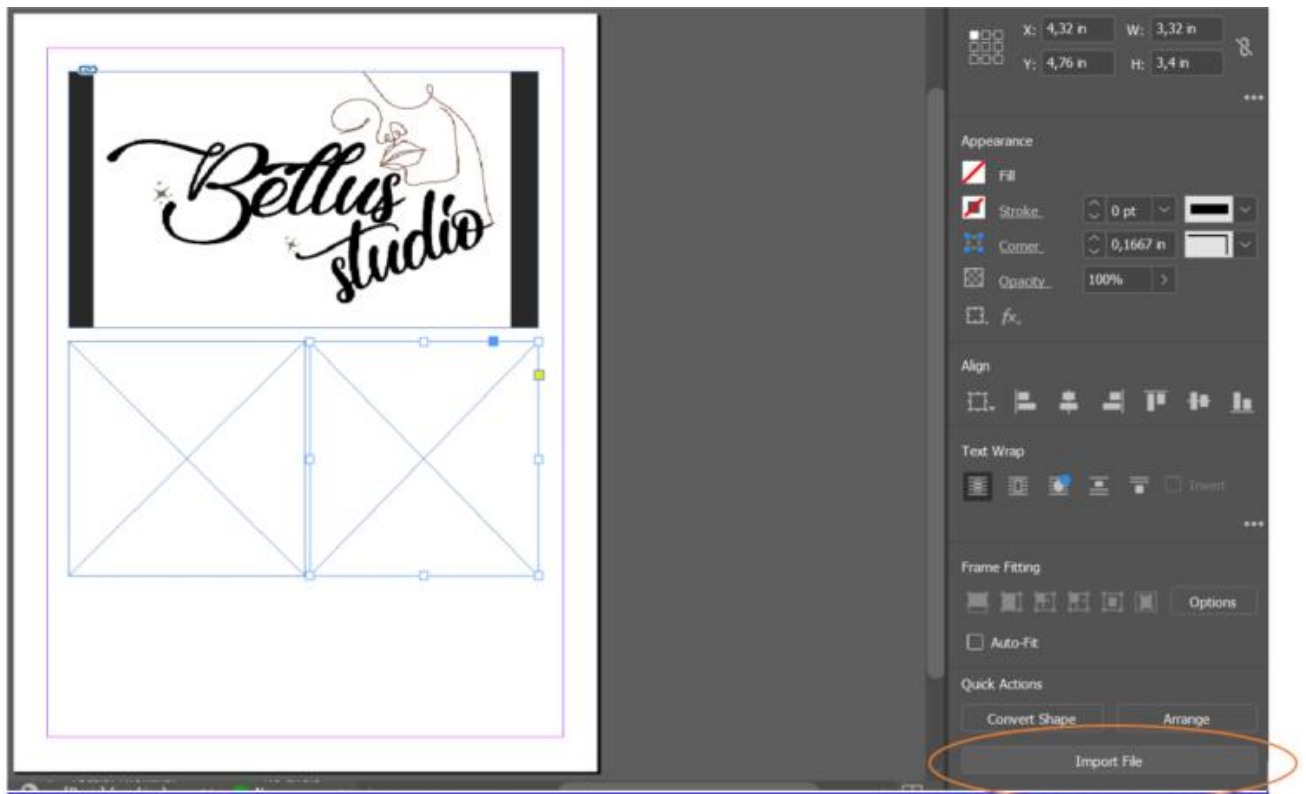 Bellus
studio
X: 4,32 in W: 3,32 in
Y: 4,76 in H: 3,4 in
Appearance
Fill
Stroke
0 pt
Corner
0,1667 in
Opacity
100%
fx.
Align
Text Wrap
Invert
Frame Fitting
Options
Auto-Fit
Quick Actions
Convert Shape Arrange
Import File